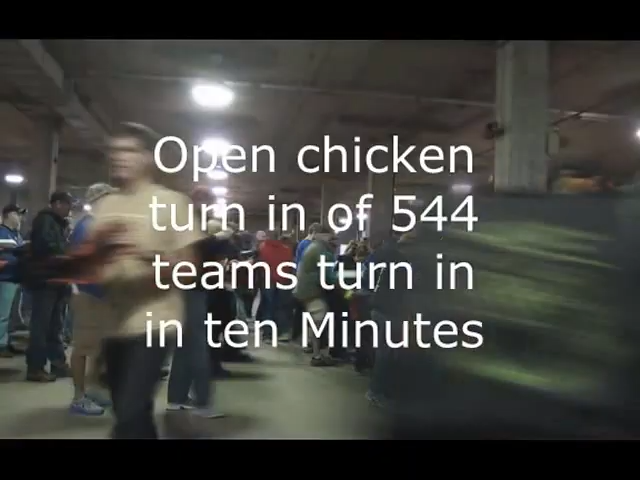 Open chicken
turn in of 544
teams turn in
in ten Minutes